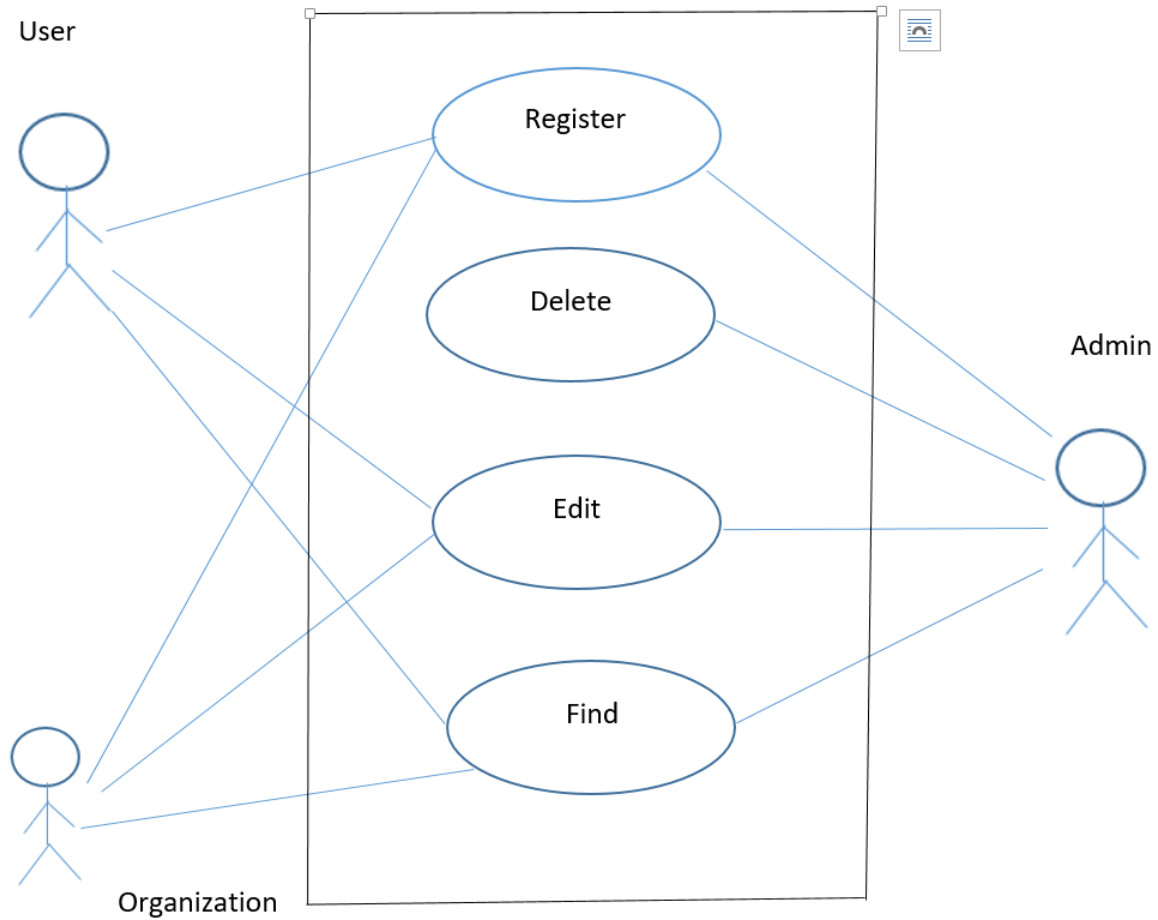 User
Register
Delete
Admin
Edit
Find
Organization